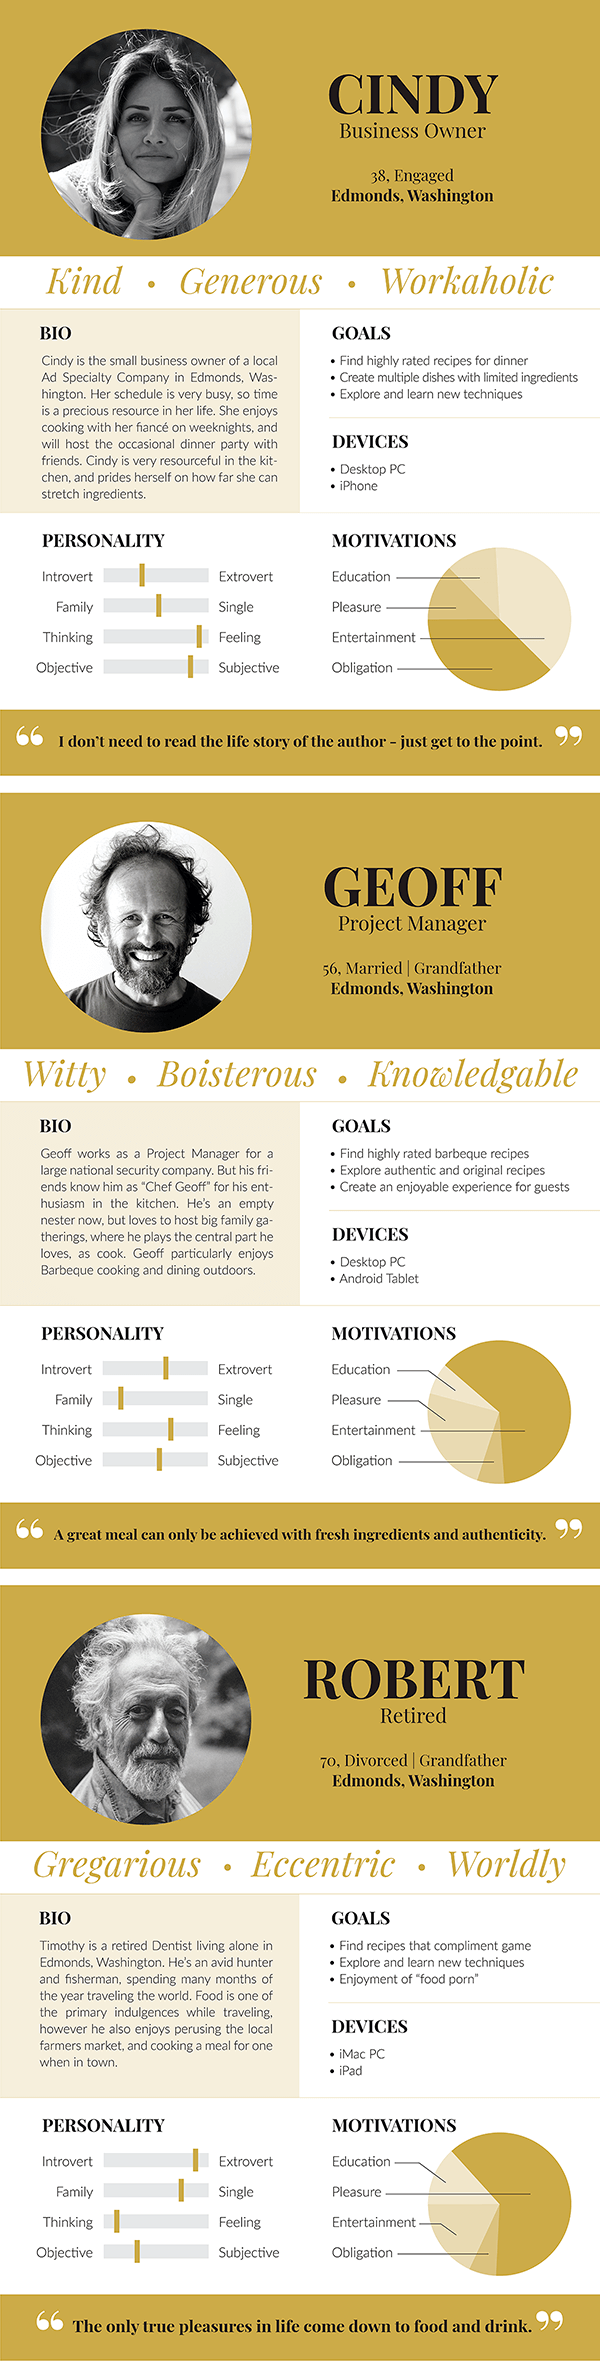 CINDY
Business Owner
38, Engaged
Edmonds, Washington
Kind • Generous • Workaholic
BIO
Cindy is the small business owner of a local
Ad Specialty Company in Edmonds, Was-
hington. Her schedule is very busy, so time
is a precious resource in her life. She enjoys
cooking with her fiancé on weeknights, and
will host the occasional dinner party with
friends. Cindy is very resourceful in the kit-
chen, and prides herself on how far she can
stretch ingredients.
GOALS
• Find highly rated recipes for dinner
• Create multiple dishes with limited ingredients
• Explore and learn new techniques
DEVICES
• Desktop PC
• iPhone
PERSONALITY
Introvert Extrovert
Family Single
Thinking Feeling
Objective Subjective
MOTIVATIONS
Education
Pleasure
Entertainment
Obligation
“ I don’t need to read the life story of the author - just get to the point. ”
GEOFF
Project Manager
56, Married | Grandfather
Edmonds, Washington
Witty • Boisterous • Knowledgable
BIO
Geoff works as a Project Manager for a
large national security company. But his fri-
ends know him as “Chef Geoff” for his ent-
husiasm in the kitchen. He’s an empty
nester now, but loves to host big family ga-
therings, where he plays the central part he
loves, as cook. Geoff particularly enjoys
Barbeque cooking and dining outdoors.
GOALS
• Find highly rated barbeque recipes
• Explore authentic and original recipes
• Create an enjoyable experience for guests
DEVICES
• Desktop PC
• Android Tablet
PERSONALITY
Introvert Extrovert
Family Single
Thinking Feeling
Objective Subjective
MOTIVATIONS
Education
Pleasure
Entertainment
Obligation
“ A great meal can only be achieved with fresh ingredients and authenticity. ”
ROBERT
Retired
70, Divorced | Grandfather
Edmonds, Washington
Gregarious • Eccentric • Worldly
BIO
Timothy is a retired Dentist living alone in
Edmonds, Washington. He’s an avid hunter
and fisherman, spending many months of
the year traveling the world. Food is one of
the primary indulgences while traveling,
however he also enjoys perusing the local
farmers market, and cooking a meal for one
when in town.
GOALS
• Find recipes that compliment game
• Explore and learn new techniques
• Enjoyment of “food porn”
DEVICES
• iMac PC
• iPad
PERSONALITY
Introvert Extrovert
Family Single
Thinking Feeling
Objective Subjective
MOTIVATIONS
Education
Pleasure
Entertainment
Obligation
“ The only true pleasures in life come down to food and drink. ”